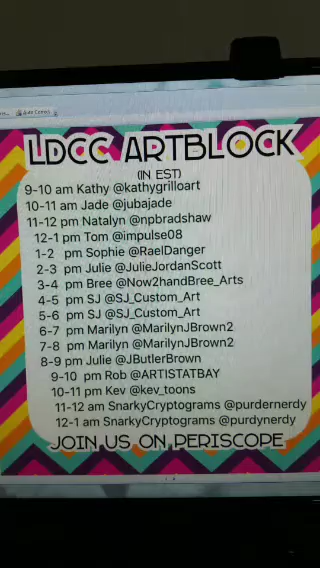 Auto Correct
LDCC ARTBLOCK
(IN EST)
9-10 am Kathy @kathygrilloart
10-11 am Jade @jubajade
11-12 pm Natalyn @npbradshaw
12-1 pm Tom @impulse08
1-2 pm Sophie @RaelDanger
2-3 pm Julie @JulieJordanScott
3-4 pm Bree @Now2handBree_Arts
4-5 pm SJ @SJ_Custom_Art
5-6 pm SJ @SJ_Custom_Art
6-7 pm Marilyn @MarilynJBrown2
7-8 pm Marilyn @MarilynJBrown2
8-9 pm Julie @JButlerBrown
9-10 pm Rob @ARTISTATBAY
10-11 pm Kev @kev_toons
11-12 am SnarkyCryptograms @purdernerdy
12-1 am SnarkyCryptograms @purdynerdy
JOIN US ON PERISCOPE